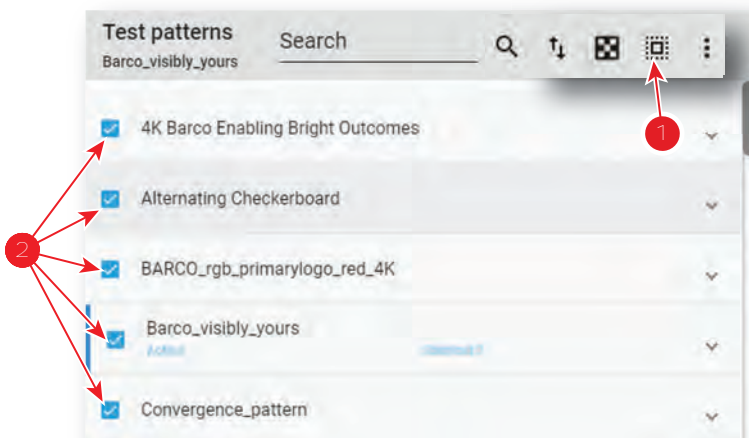 Test patterns
Search
Barco_visibly_yours
1
4K Barco Enabling Bright Outcomes
Alternating Checkerboard
2
BARCO_rgb_primarylogo_red_4K
Barco_visibly_yours
Active
Convergence_pattern